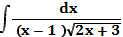 ∫ dx / ((x − 1)√(2x + 3))